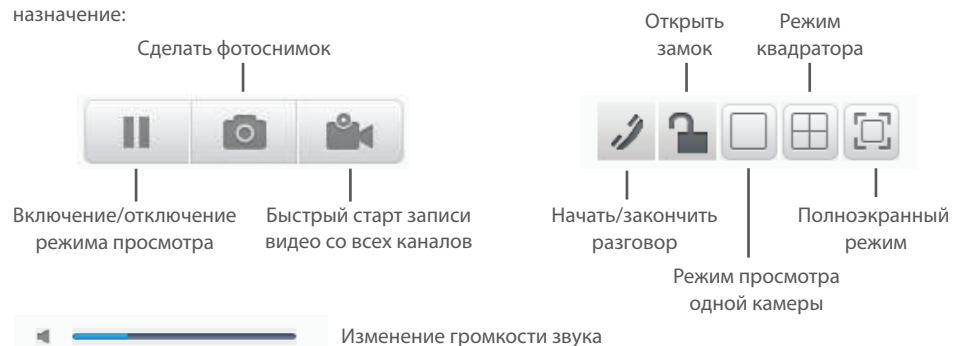 назначение:
Сделать фотоснимок
Открыть
замок
Режим
квадратора
Включение/отключение
режима просмотра
Быстрый старт записи
видео со всех каналов
Начать/закончить
разговор
Режим просмотра
одной камеры
Полноэкранный
режим
Изменение громкости звука